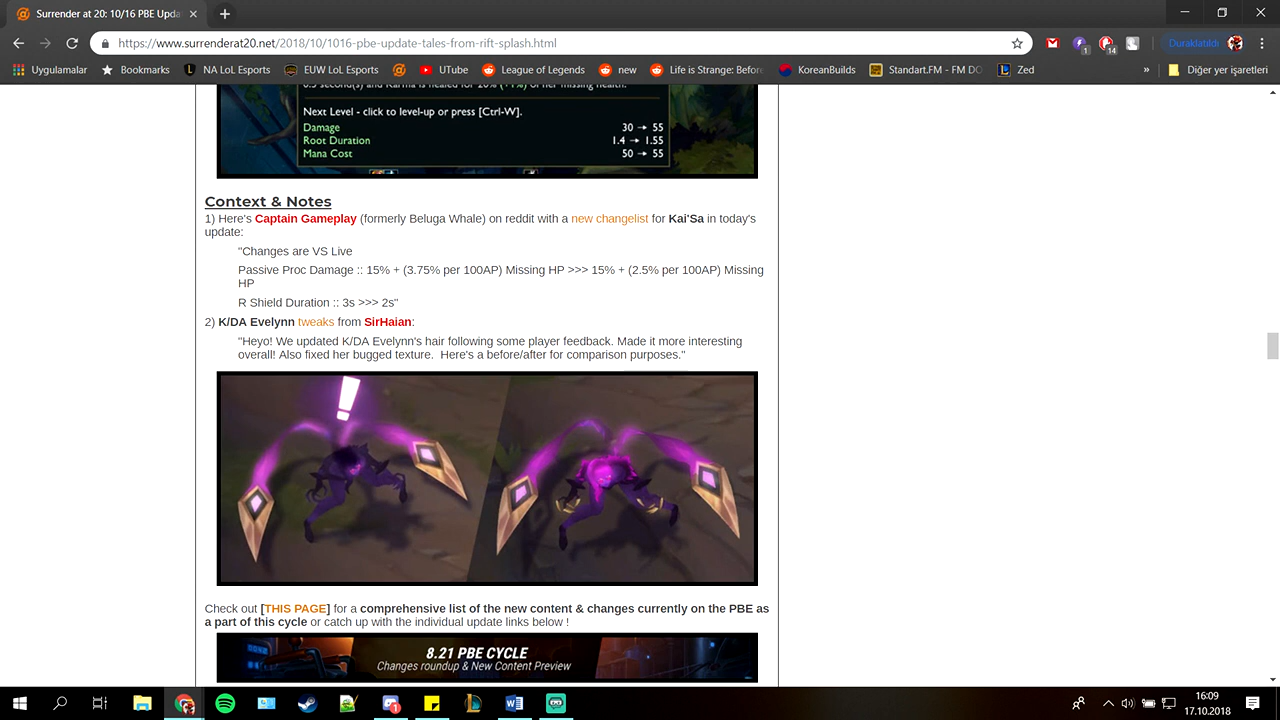 Surrender at 20: 10/16 PBE Upda
https://www.surrenderat20.net/2018/10/1016-pbe-update-tales-from-rift-splash.html
1
14
Duraklatıldı
Uygulamalar
Bookmarks
NA LoL Esports
EUW LoL Esports
UTube
League of Legends
new
Life is Strange: Before
KoreanBuilds
Standart.FM - FM DO
Zed
»
Diğer yer işaretleri
Next Level - click to level-up or press [Ctrl-W].
Damage 30 → 55
Root Duration 1.4 → 1.55
Mana Cost 50 → 55
Context & Notes
1) Here's Captain Gameplay (formerly Beluga Whale) on reddit with a new changelist for Kai'Sa in today's
update:
"Changes are VS Live
Passive Proc Damage :: 15% + (3.75% per 100AP) Missing HP >>> 15% + (2.5% per 100AP) Missing
HP
R Shield Duration :: 3s >>> 2s"
2) K/DA Evelynn tweaks from SirHaian:
"Heyo! We updated K/DA Evelynn's hair following some player feedback. Made it more interesting
overall! Also fixed her bugged texture.  Here's a before/after for comparison purposes."
Check out [THIS PAGE] for a comprehensive list of the new content & changes currently on the PBE as
a part of this cycle or catch up with the individual update links below !
8.21 PBE CYCLE
Changes roundup & New Content Preview
1
16:09
17.10.2018